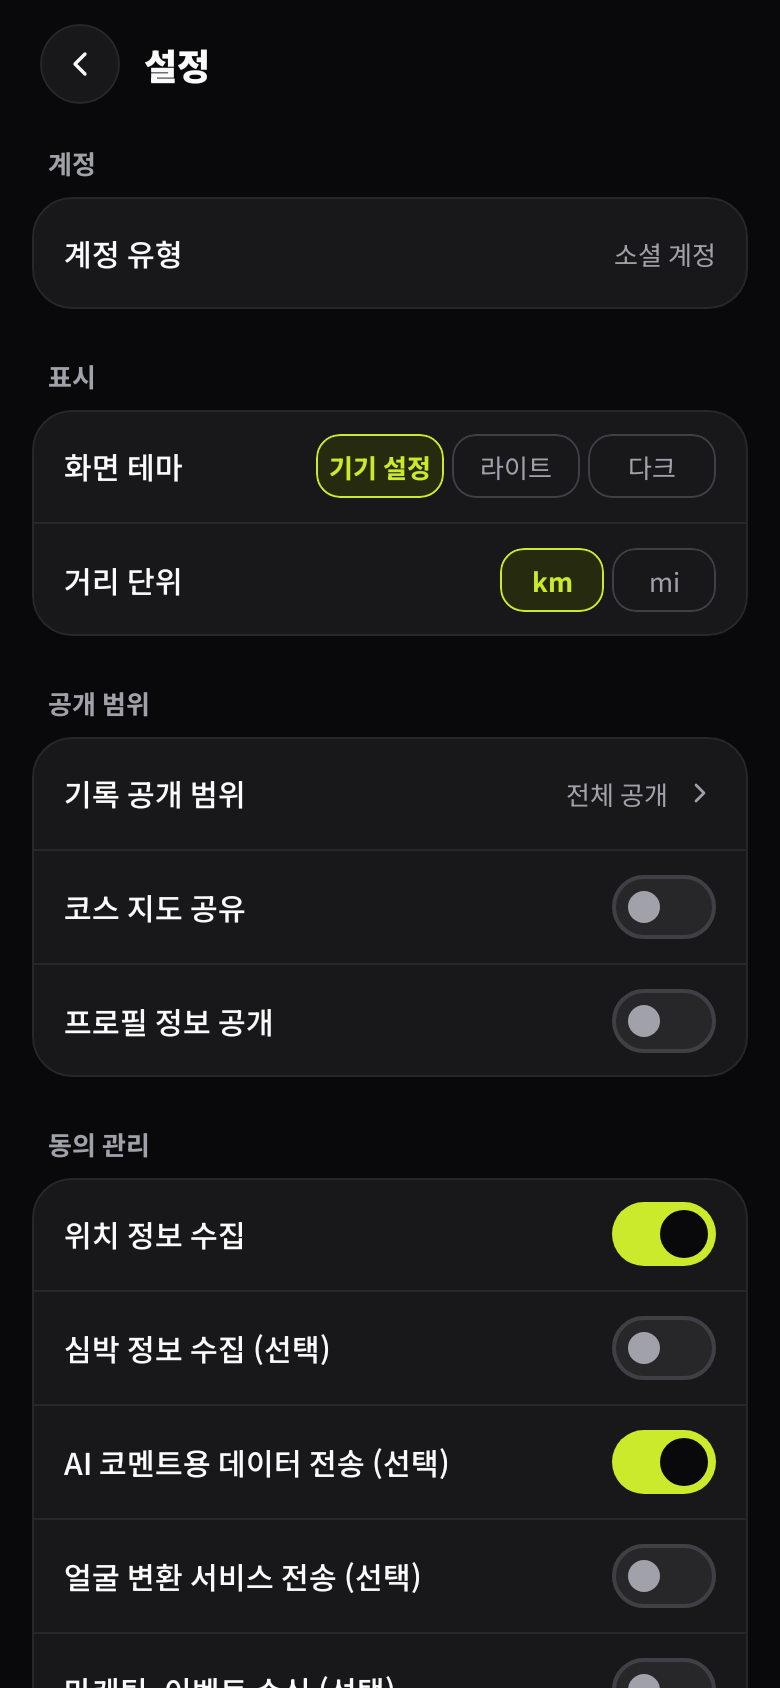 설정
계정
계정 유형 소셜 계정
표시
화면 테마 기기 설정 라이트 다크
거리 단위 km mi
공개 범위
기록 공개 범위 전체 공개
코스 지도 공유
프로필 정보 공개
동의 관리
위치 정보 수집
심박 정보 수집 (선택)
AI 코멘트용 데이터 전송 (선택)
얼굴 변환 서비스 전송 (선택)